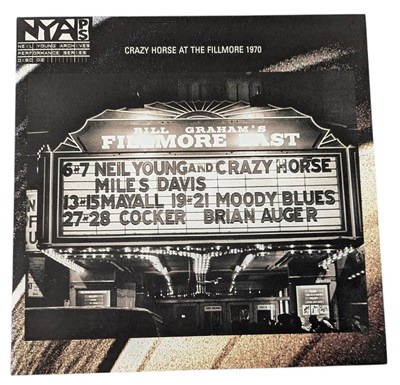 NYA PS
NEIL YOUNG ARCHIVES
PERFORMANCE SERIES
DISC 02
CRAZY HORSE AT THE FILLMORE 1970
BILL GRAHAM'S
FILLMORE EAST
6&7 NEIL YOUNG AND CRAZY HORSE
MILES DAVIS
13&15 MAYALL 19&21 MOODY BLUES
27&28 COCKER BRIAN AUGER